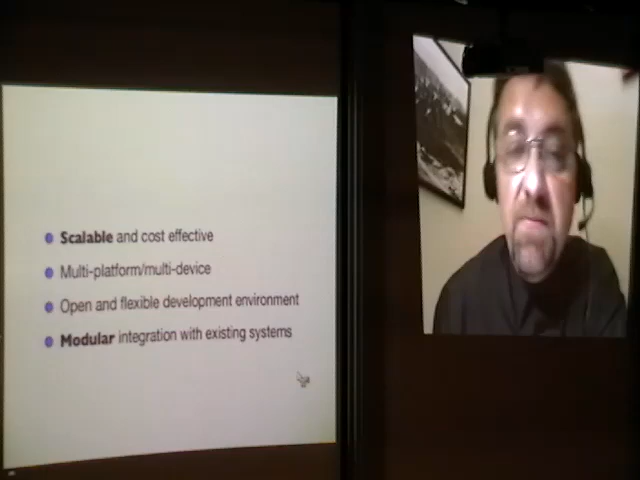 Scalable and cost effective
Multi-platform/multi-device
Open and flexible development environment
Modular integration with existing systems